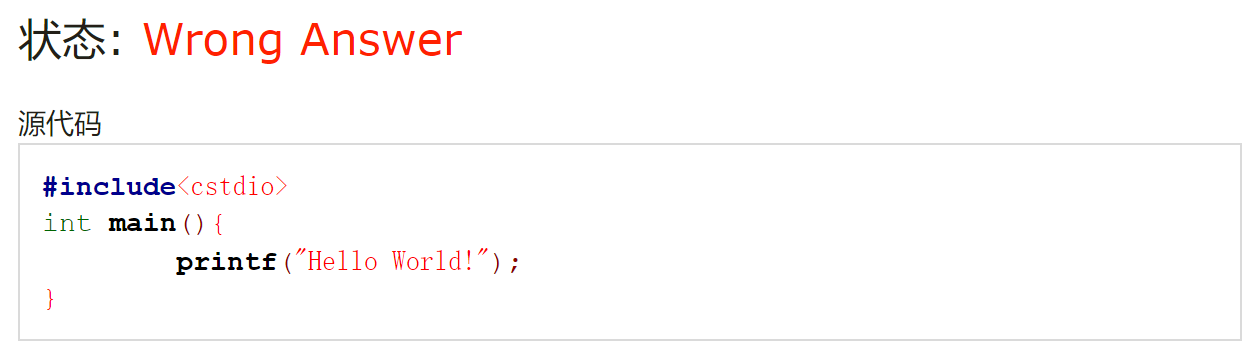 状态: Wrong Answer
源代码
#include<cstdio>
int main(){
printf("Hello World!");
}